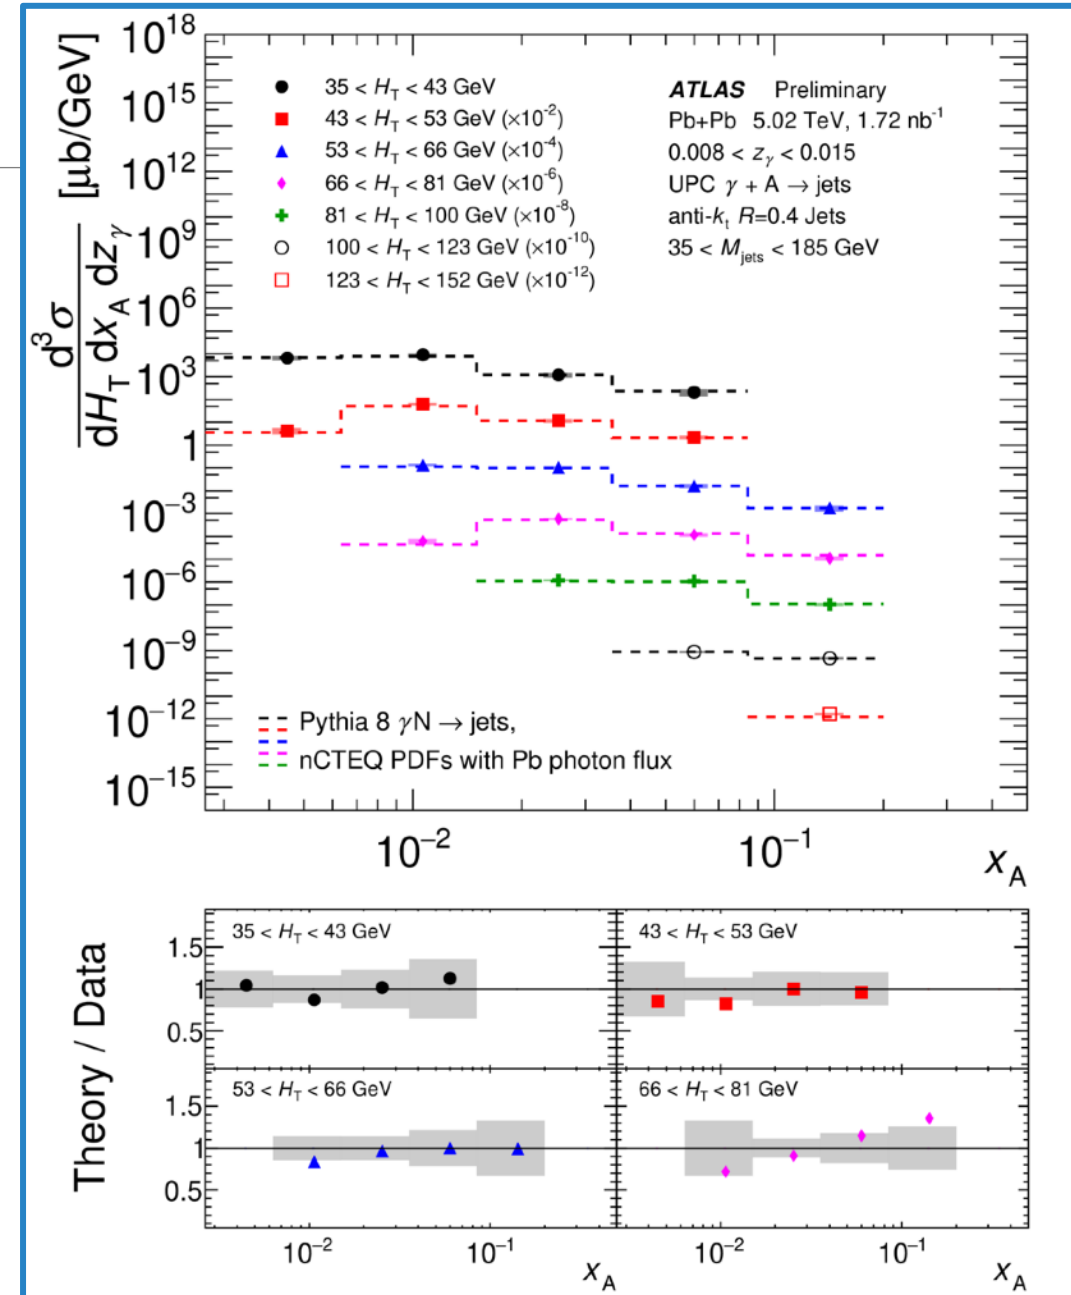 d³σ
dH_T dx_A dz_γ
[μb/GeV]
10¹⁸
10¹⁵
10¹²
10⁹
10⁶
10³
1
10⁻³
10⁻⁶
10⁻⁹
10⁻¹²
10⁻¹⁵
35 < H_T < 43 GeV
43 < H_T < 53 GeV (×10⁻²)
53 < H_T < 66 GeV (×10⁻⁴)
66 < H_T < 81 GeV (×10⁻⁶)
81 < H_T < 100 GeV (×10⁻⁸)
100 < H_T < 123 GeV (×10⁻¹⁰)
123 < H_T < 152 GeV (×10⁻¹²)
ATLAS Preliminary
Pb+Pb 5.02 TeV, 1.72 nb⁻¹
0.008 < z_γ < 0.015
UPC γ + A → jets
anti-k_t R=0.4 Jets
35 < M_jets < 185 GeV
Pythia 8 γN → jets,
nCTEQ PDFs with Pb photon flux
10⁻² 10⁻¹
x_A
Theory / Data
35 < H_T < 43 GeV
1.5
1
0.5
43 < H_T < 53 GeV
53 < H_T < 66 GeV
1.5
1
0.5
66 < H_T < 81 GeV
10⁻² 10⁻¹
x_A
10⁻² 10⁻¹
x_A